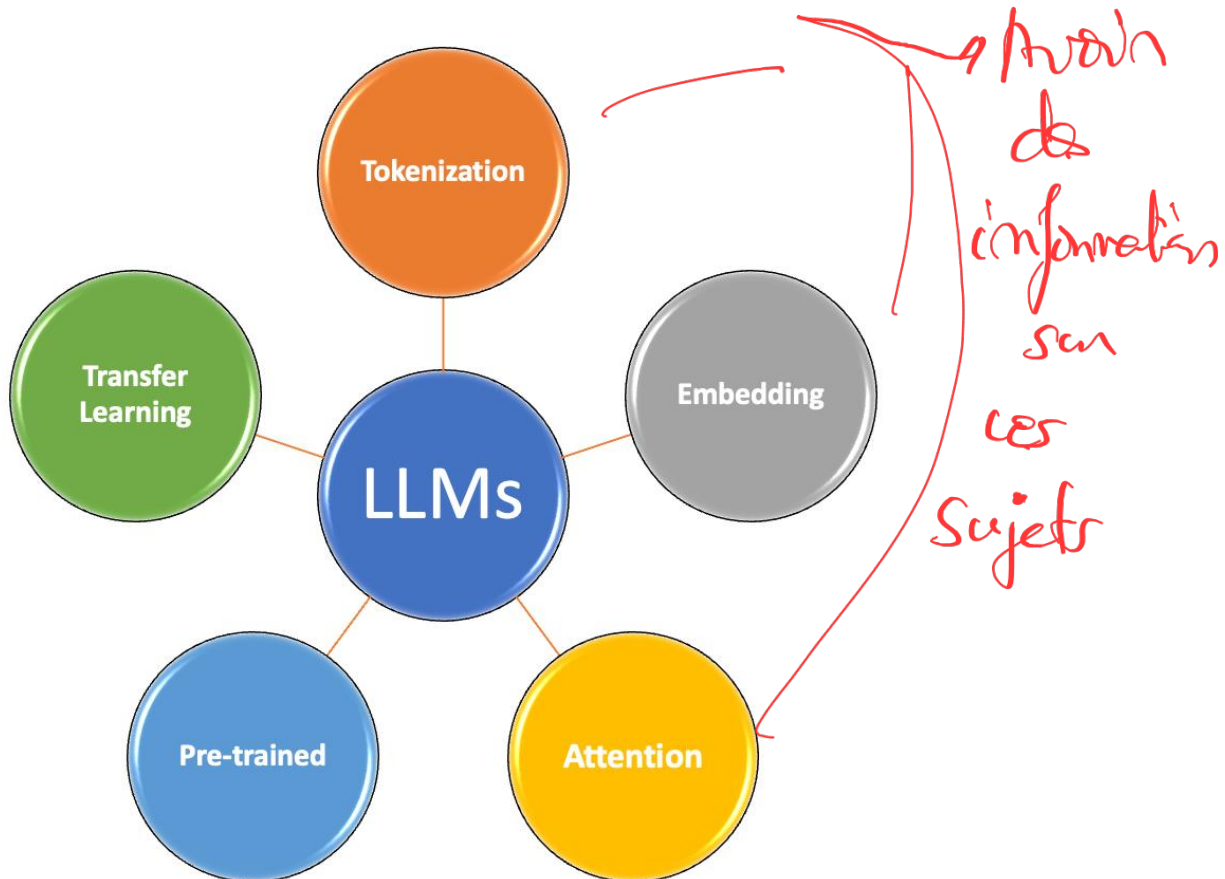 Tokenization
Transfer
Learning
Embedding
LLMs
Pre-trained
Attention
Avoir
des
informations
sur
ces
sujets